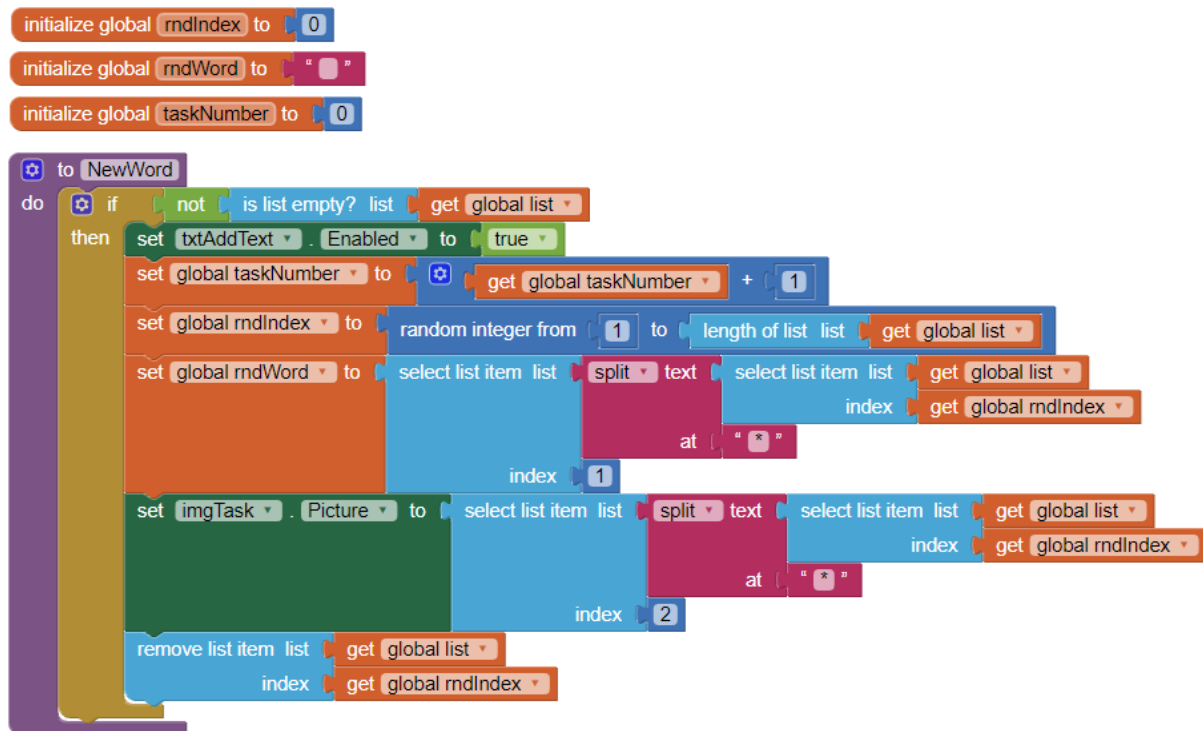 initialize global rndIndex to 0
initialize global rndWord to “ ”
initialize global taskNumber to 0
to NewWord
do if not is list empty? list get global list
then set txtAddText . Enabled to true
set global taskNumber to get global taskNumber + 1
set global rndIndex to random integer from 1 to length of list list get global list
set global rndWord to select list item list split text select list item list get global list
index get global rndIndex
at “ * ”
index 1
set imgTask . Picture to select list item list split text select list item list get global list
index get global rndIndex
at “ * ”
index 2
remove list item list get global list
index get global rndIndex